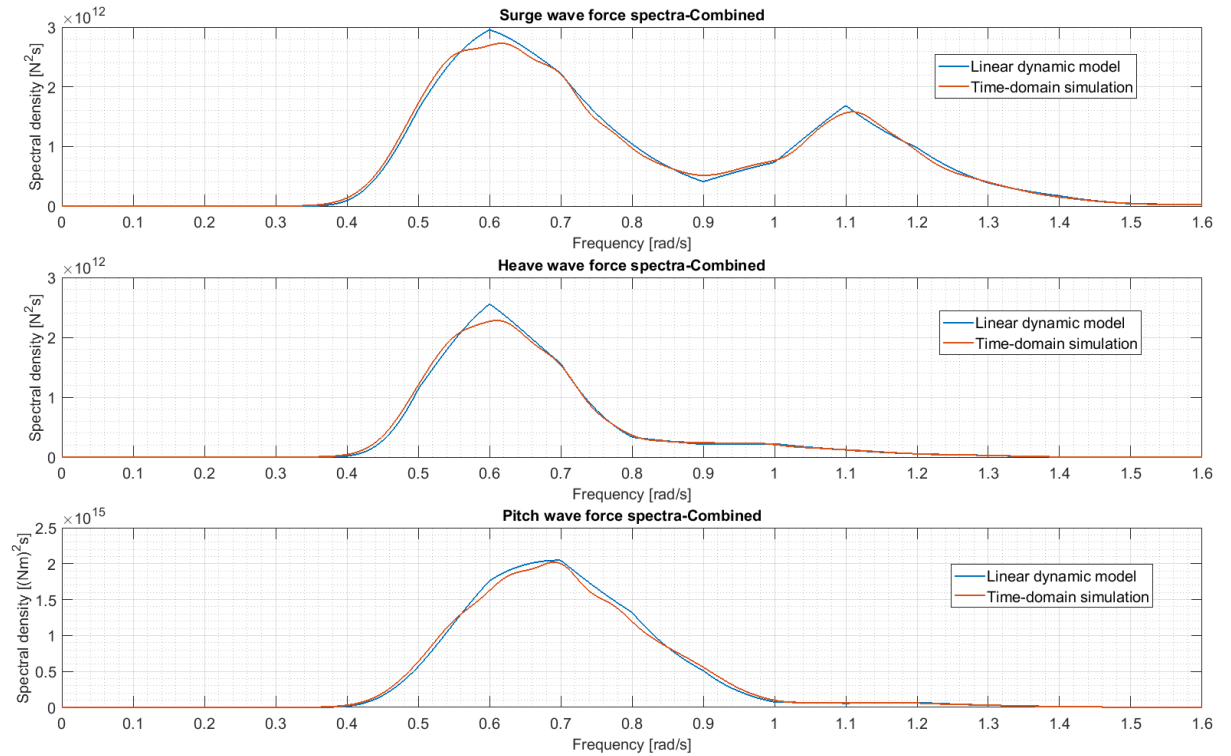 Surge wave force spectra-Combined
×10^12
Spectral density [N^2s]
3
2
1
0
Linear dynamic model
Time-domain simulation
0 0.1 0.2 0.3 0.4 0.5 0.6 0.7 0.8 0.9 1 1.1 1.2 1.3 1.4 1.5 1.6
Frequency [rad/s]
Heave wave force spectra-Combined
×10^12
Spectral density [N^2s]
3
2
1
0
Linear dynamic model
Time-domain simulation
0 0.1 0.2 0.3 0.4 0.5 0.6 0.7 0.8 0.9 1 1.1 1.2 1.3 1.4 1.5 1.6
Frequency [rad/s]
Pitch wave force spectra-Combined
×10^15
Spectral density [(Nm)^2s]
2.5
2
1.5
1
0.5
0
Linear dynamic model
Time-domain simulation
0 0.1 0.2 0.3 0.4 0.5 0.6 0.7 0.8 0.9 1 1.1 1.2 1.3 1.4 1.5 1.6
Frequency [rad/s]